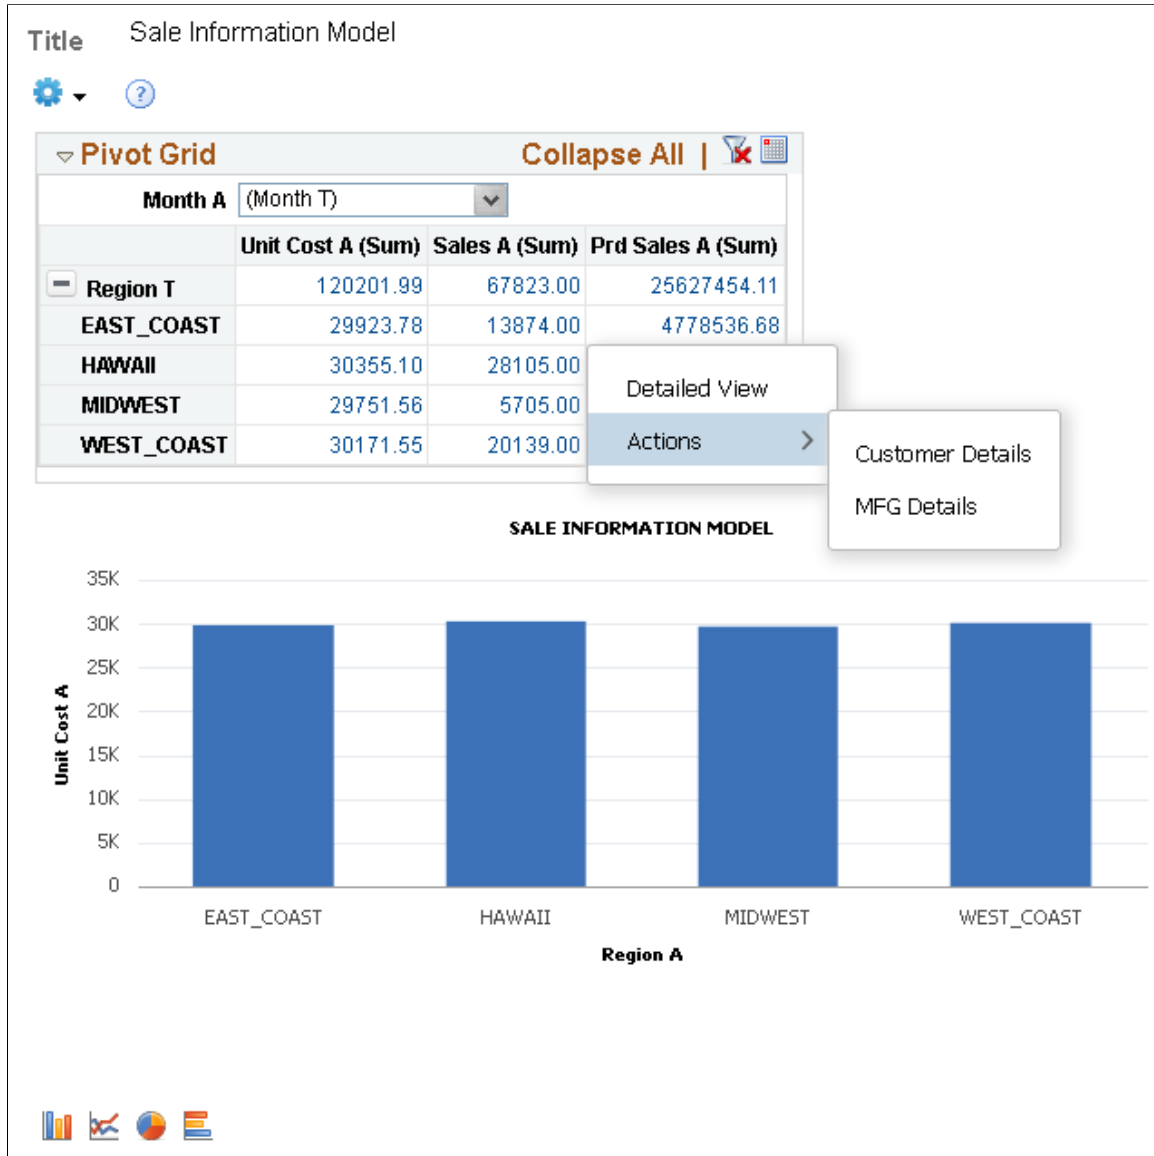 Title Sale Information Model
?
Pivot Grid Collapse All |
Month A (Month T)
Unit Cost A (Sum) Sales A (Sum) Prd Sales A (Sum)
Region T 120201.99 67823.00 25627454.11
EAST_COAST 29923.78 13874.00 4778536.68
HAWAII 30355.10 28105.00
MIDWEST 29751.56 5705.00
WEST_COAST 30171.55 20139.00
Detailed View
Actions
Customer Details
MFG Details
SALE INFORMATION MODEL
35K
30K
25K
20K
15K
10K
5K
0
Unit Cost A
EAST_COAST HAWAII MIDWEST WEST_COAST
Region A